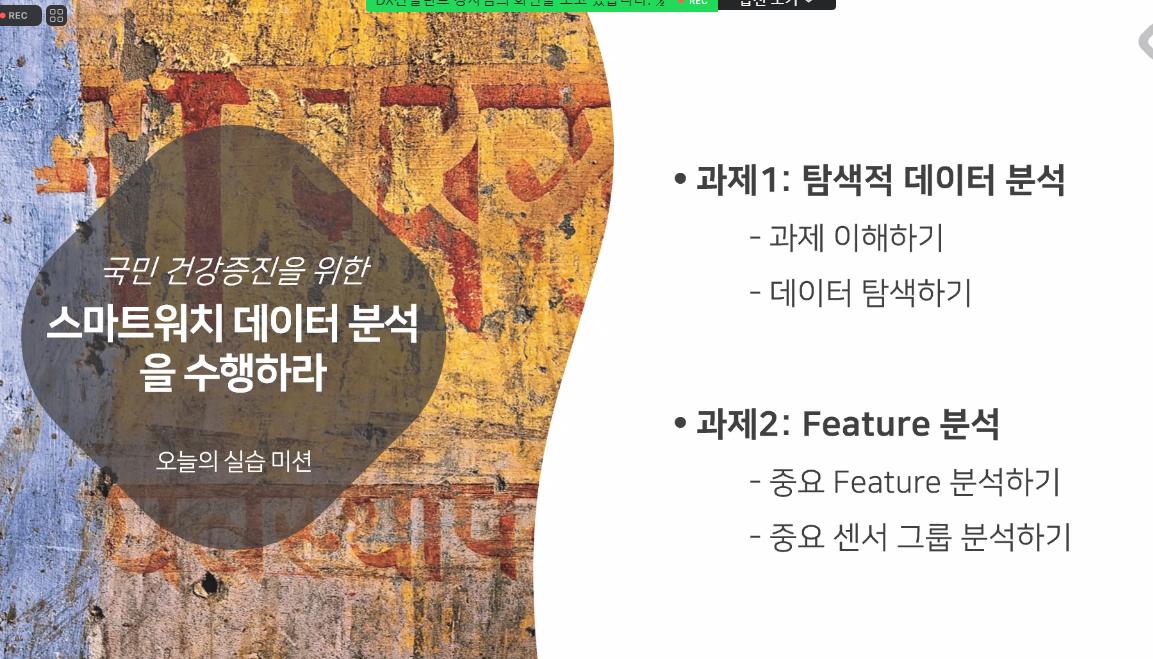 REC
REC
국민 건강증진을 위한
스마트워치 데이터 분석
을 수행하라
오늘의 실습 미션
• 과제1: 탐색적 데이터 분석
- 과제 이해하기
- 데이터 탐색하기
• 과제2: Feature 분석
- 중요 Feature 분석하기
- 중요 센서 그룹 분석하기